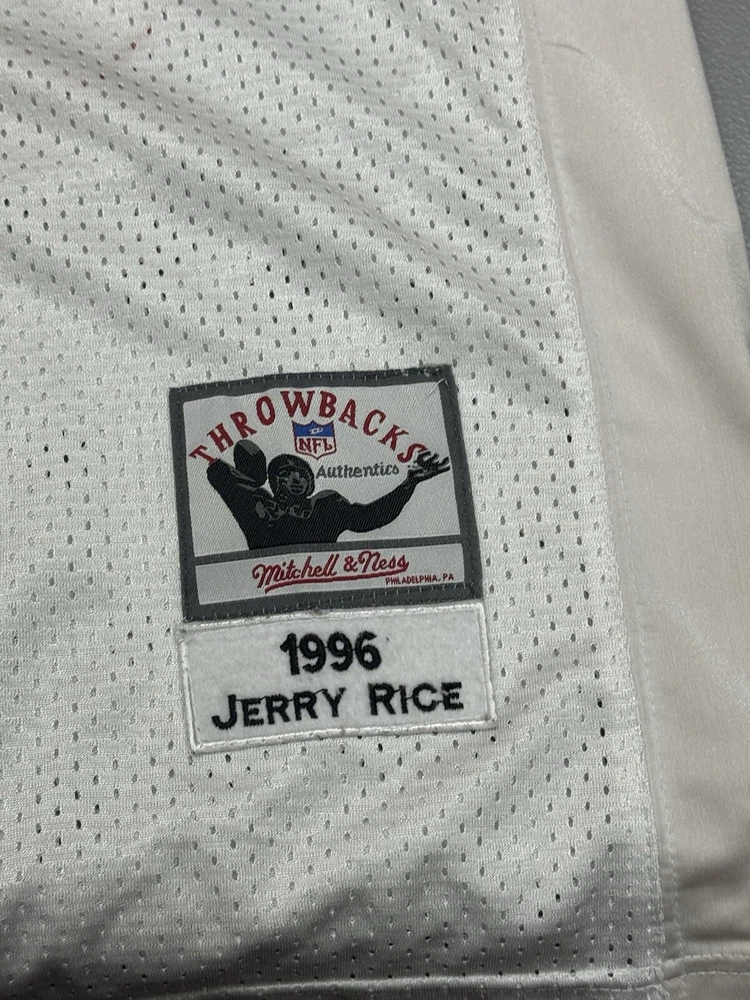 THROWBACKS
NFL
Authentics
Mitchell & Ness
PHILADELPHIA, PA
1996
JERRY RICE